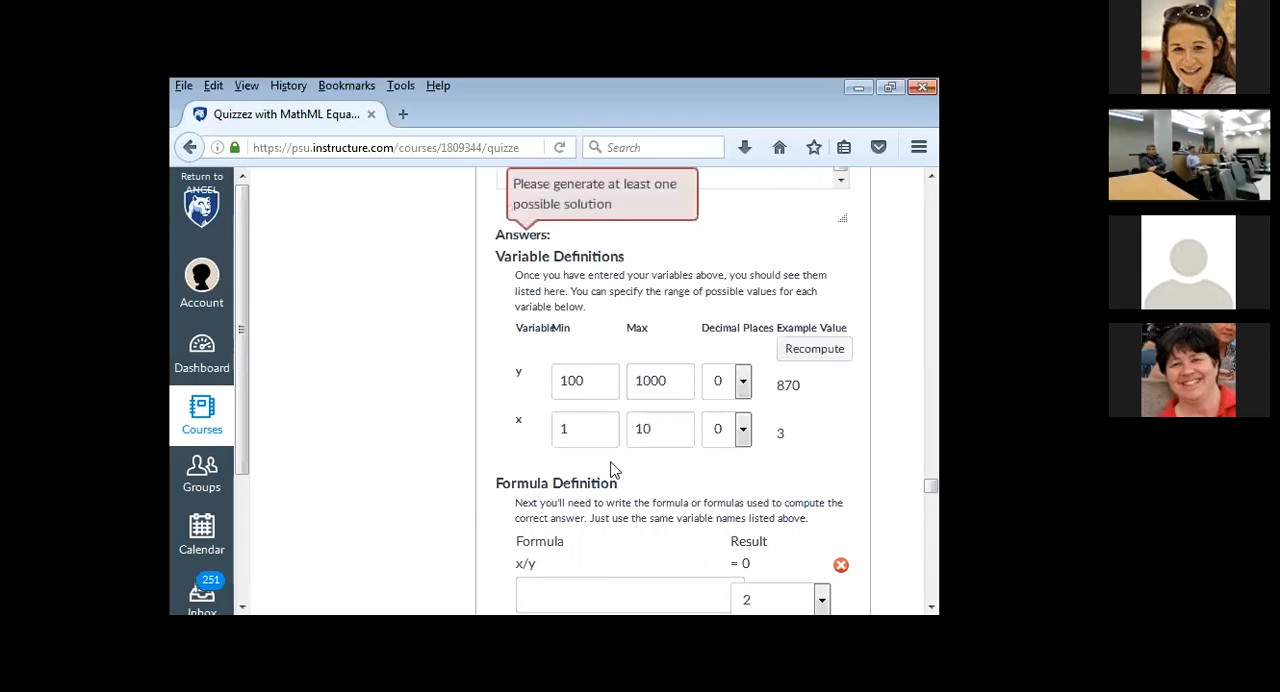 File Edit View History Bookmarks Tools Help
Quizzez with MathML Equa...
https://psu.instructure.com/courses/1809344/quizze
Search
Return to
ANGEL
Account
Dashboard
Courses
Groups
Calendar
251
Inbox
Please generate at least one
possible solution
Answers:
Variable Definitions
Once you have entered your variables above, you should see them
listed here. You can specify the range of possible values for each
variable below.
Variable Min Max Decimal Places Example Value
Recompute
y 100 1000 0 870
x 1 10 0 3
Formula Definition
Next you'll need to write the formula or formulas used to compute the
correct answer. Just use the same variable names listed above.
Formula Result
x/y = 0
2